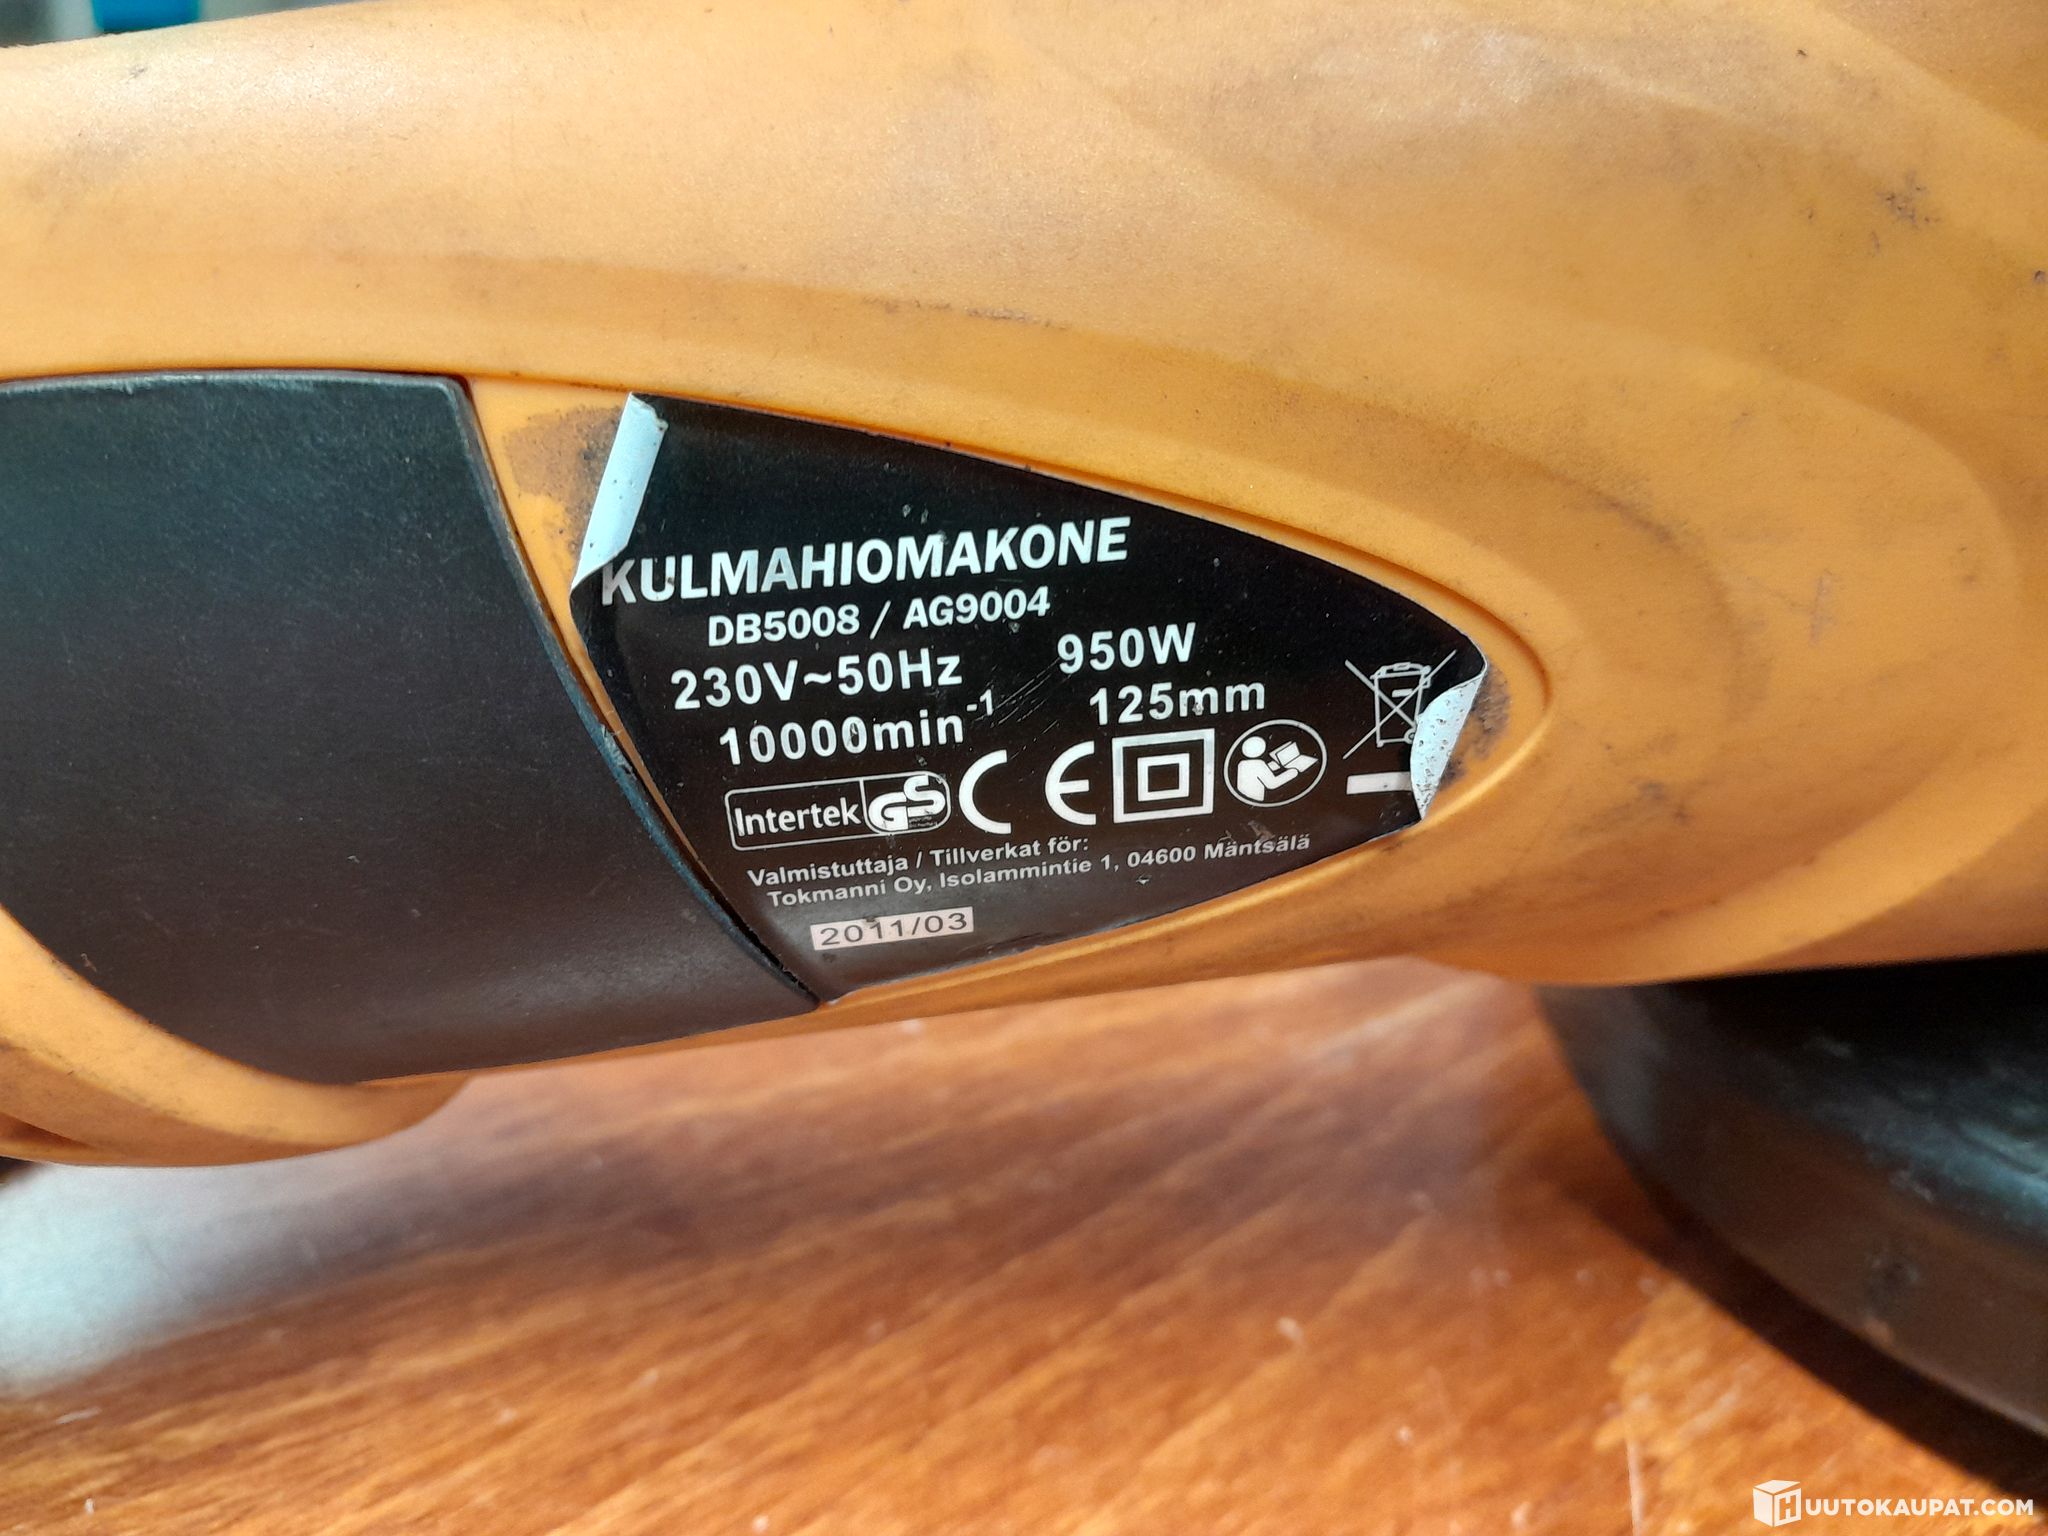 KULMAHIOMAKONE
DB5008 / AG9004
230V~50Hz 950W
10000min⁻¹ 125mm
Intertek GS CE
Valmistuttaja / Tillverkat för:
Tokmanni Oy, Isolammintie 1, 04600 Mäntsälä
2011/03
HUUTOKAUPAT.COM